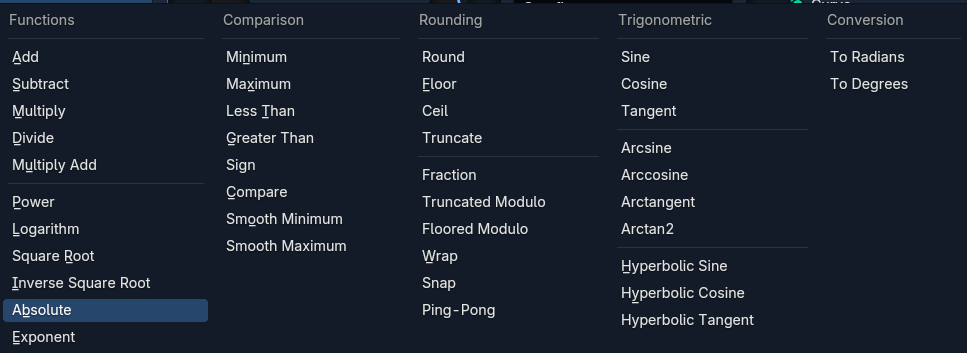 Functions
Add
Subtract
Multiply
Divide
Multiply Add
Power
Logarithm
Square Root
Inverse Square Root
Absolute
Exponent
Comparison
Minimum
Maximum
Less Than
Greater Than
Sign
Compare
Smooth Minimum
Smooth Maximum
Rounding
Round
Floor
Ceil
Truncate
Fraction
Truncated Modulo
Floored Modulo
Wrap
Snap
Ping-Pong
Trigonometric
Sine
Cosine
Tangent
Arcsine
Arccosine
Arctangent
Arctan2
Hyperbolic Sine
Hyperbolic Cosine
Hyperbolic Tangent
Conversion
To Radians
To Degrees